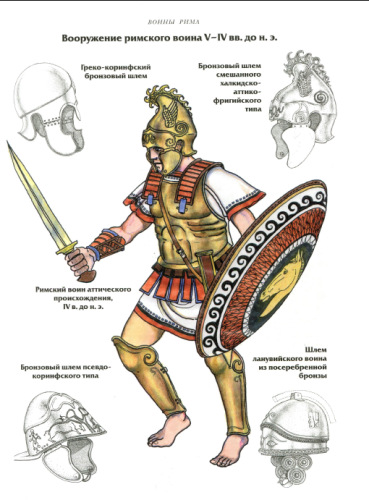 ВОИНЫ РИМА
Вооружение римского воина V–IV вв. до н. э.
Греко-коринфский
бронзовый шлем
Бронзовый шлем
смешанного
халкидско-
аттико-
фригийского
типа
Римский воин аттического
происхождения,
IV в. до н. э.
Бронзовый шлем псевдо-
коринфского типа
Шлем
ланувийского воина
из посеребренной
бронзы